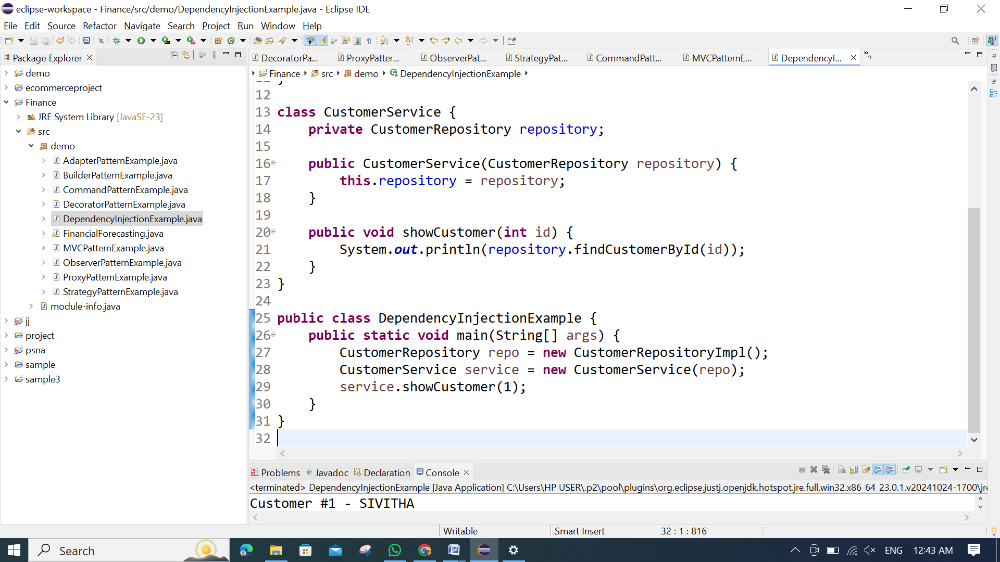 eclipse-workspace - Finance/src/demo/DependencyInjectionExample.java - Eclipse IDE
File Edit Source Refactor Navigate Search Project Run Window Help
Package Explorer
demo
ecommerceproject
Finance
JRE System Library [JavaSE-23]
src
demo
AdapterPatternExample.java
BuilderPatternExample.java
CommandPatternExample.java
DecoratorPatternExample.java
DependencyInjectionExample.java
FinancialForecasting.java
MVCPatternExample.java
ObserverPatternExample.java
ProxyPatternExample.java
StrategyPatternExample.java
module-info.java
jj
project
psna
sample
sample3
DecoratorPa... ProxyPatter... ObserverPat... StrategyPat... CommandPatt... MVCPatternE... DependencyI...
Finance src demo DependencyInjectionExample
12
13 class CustomerService {
14 private CustomerRepository repository;
15
16 public CustomerService(CustomerRepository repository) {
17 this.repository = repository;
18 }
19
20 public void showCustomer(int id) {
21 System.out.println(repository.findCustomerById(id));
22 }
23 }
24
25 public class DependencyInjectionExample {
26 public static void main(String[] args) {
27 CustomerRepository repo = new CustomerRepositoryImpl();
28 CustomerService service = new CustomerService(repo);
29 service.showCustomer(1);
30 }
31 }
32
Problems @ Javadoc Declaration Console
<terminated> DependencyInjectionExample [Java Application] C:\Users\HP USER\.p2\pool\plugins\org.eclipse.justj.openjdk.hotspot.jre.full.win32.x86_64_23.0.1.v20241024-1700\jre
Customer #1 - SIVITHA
Writable Smart Insert 32 : 1 : 816
Search ENG 12:43 AM